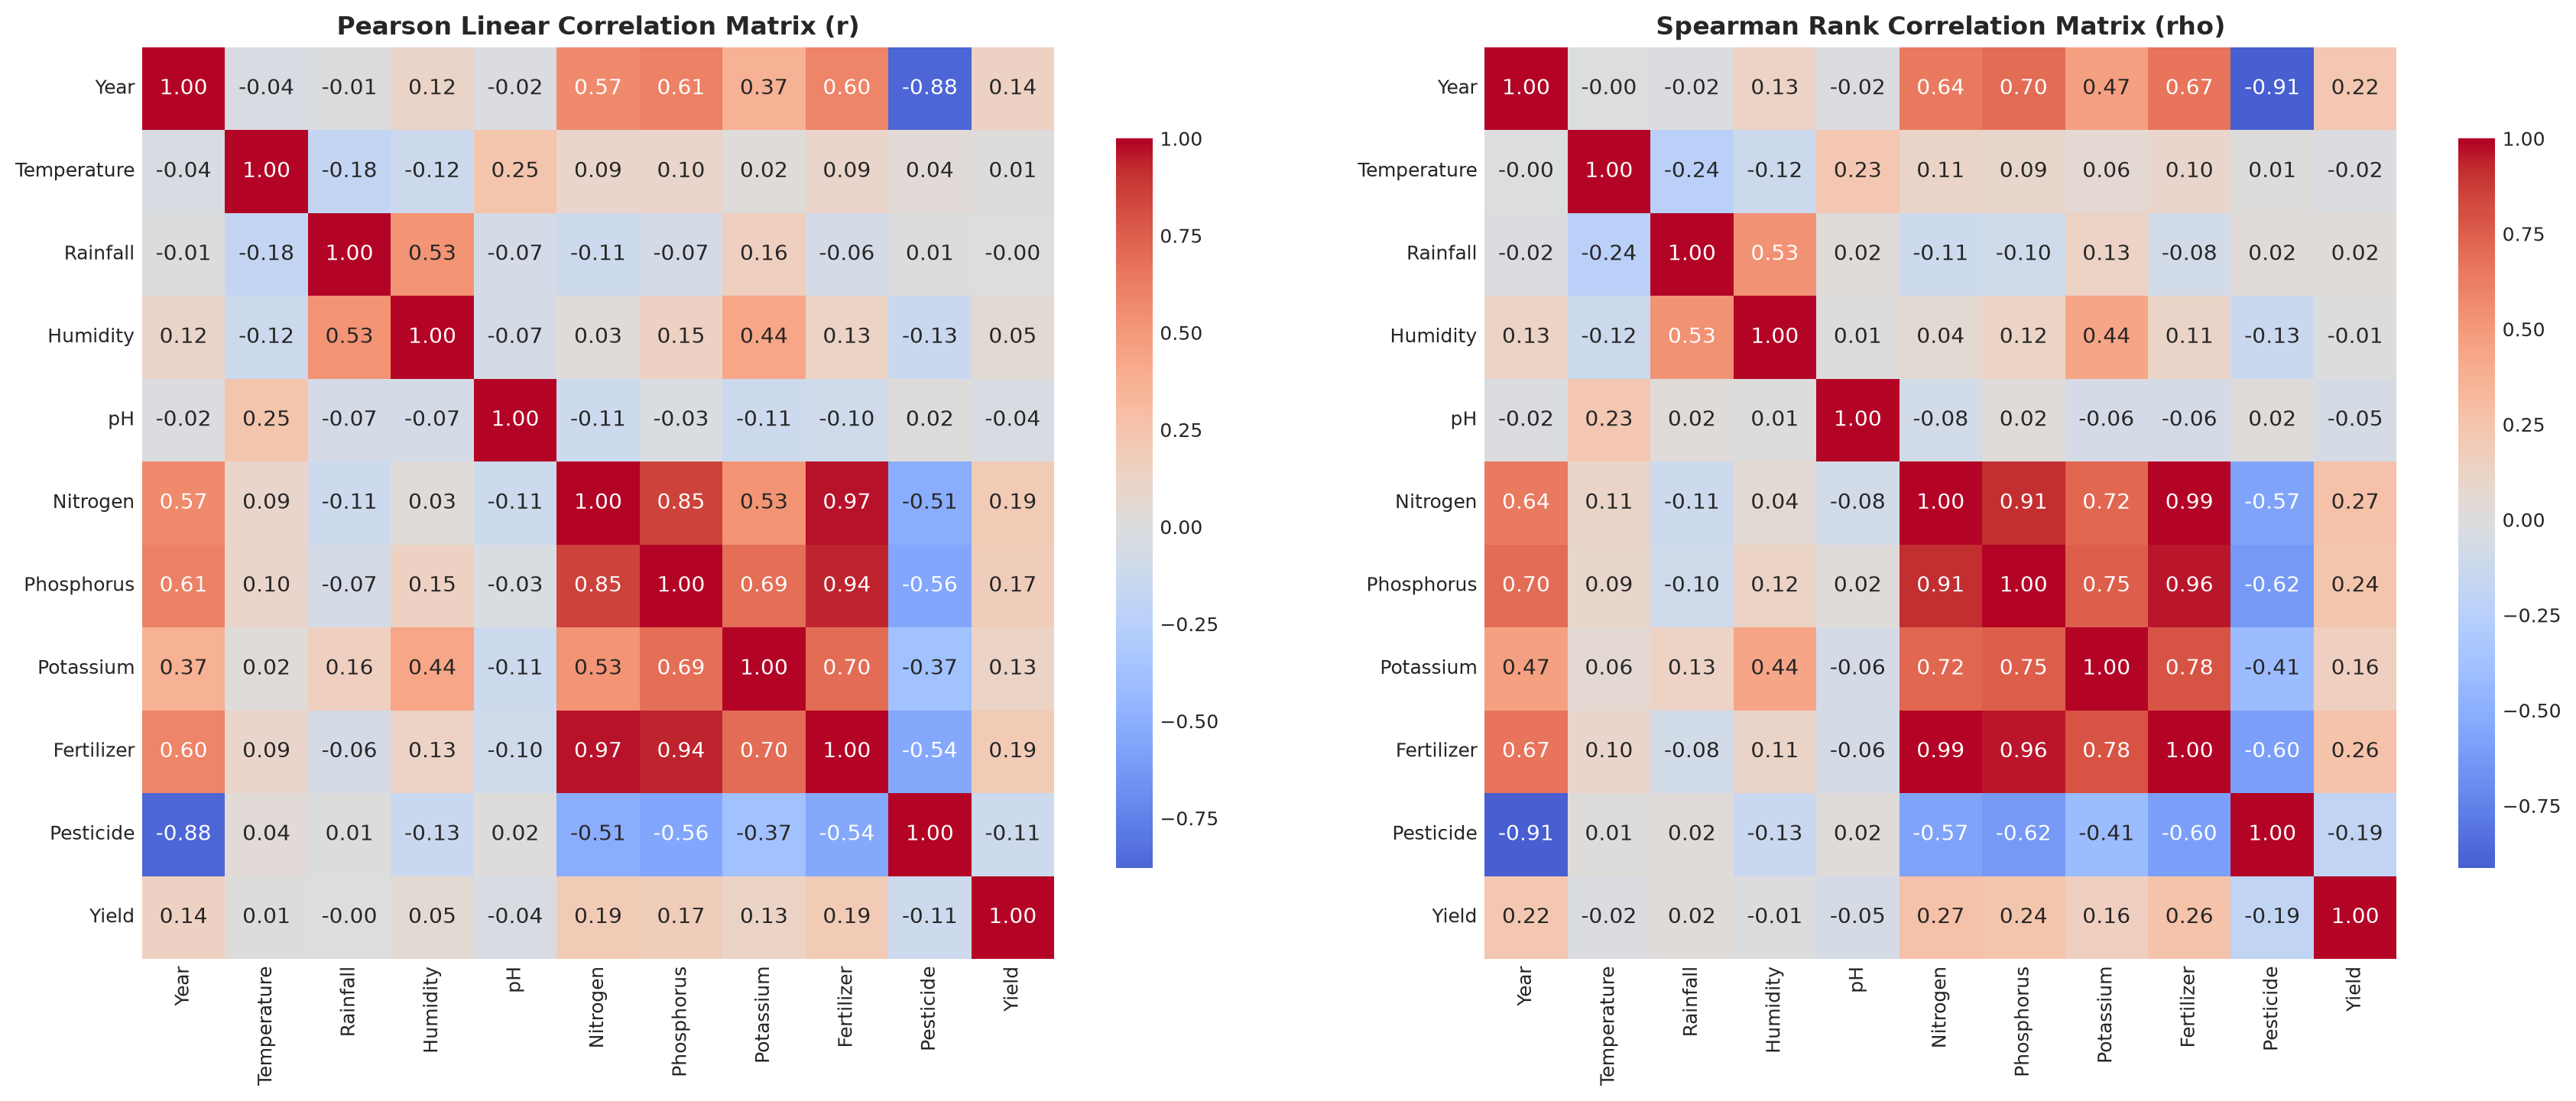 Pearson Linear Correlation Matrix (r)
Year 1.00 -0.04 -0.01 0.12 -0.02 0.57 0.61 0.37 0.60 -0.88 0.14
Temperature -0.04 1.00 -0.18 -0.12 0.25 0.09 0.10 0.02 0.09 0.04 0.01
Rainfall -0.01 -0.18 1.00 0.53 -0.07 -0.11 -0.07 0.16 -0.06 0.01 -0.00
Humidity 0.12 -0.12 0.53 1.00 -0.07 0.03 0.15 0.44 0.13 -0.13 0.05
pH -0.02 0.25 -0.07 -0.07 1.00 -0.11 -0.03 -0.11 -0.10 0.02 -0.04
Nitrogen 0.57 0.09 -0.11 0.03 -0.11 1.00 0.85 0.53 0.97 -0.51 0.19
Phosphorus 0.61 0.10 -0.07 0.15 -0.03 0.85 1.00 0.69 0.94 -0.56 0.17
Potassium 0.37 0.02 0.16 0.44 -0.11 0.53 0.69 1.00 0.70 -0.37 0.13
Fertilizer 0.60 0.09 -0.06 0.13 -0.10 0.97 0.94 0.70 1.00 -0.54 0.19
Pesticide -0.88 0.04 0.01 -0.13 0.02 -0.51 -0.56 -0.37 -0.54 1.00 -0.11
Yield 0.14 0.01 -0.00 0.05 -0.04 0.19 0.17 0.13 0.19 -0.11 1.00
Year Temperature Rainfall Humidity pH Nitrogen Phosphorus Potassium Fertilizer Pesticide Yield
1.00
0.75
0.50
0.25
0.00
−0.25
−0.50
−0.75
Spearman Rank Correlation Matrix (rho)
Year 1.00 -0.00 -0.02 0.13 -0.02 0.64 0.70 0.47 0.67 -0.91 0.22
Temperature -0.00 1.00 -0.24 -0.12 0.23 0.11 0.09 0.06 0.10 0.01 -0.02
Rainfall -0.02 -0.24 1.00 0.53 0.02 -0.11 -0.10 0.13 -0.08 0.02 0.02
Humidity 0.13 -0.12 0.53 1.00 0.01 0.04 0.12 0.44 0.11 -0.13 -0.01
pH -0.02 0.23 0.02 0.01 1.00 -0.08 0.02 -0.06 -0.06 0.02 -0.05
Nitrogen 0.64 0.11 -0.11 0.04 -0.08 1.00 0.91 0.72 0.99 -0.57 0.27
Phosphorus 0.70 0.09 -0.10 0.12 0.02 0.91 1.00 0.75 0.96 -0.62 0.24
Potassium 0.47 0.06 0.13 0.44 -0.06 0.72 0.75 1.00 0.78 -0.41 0.16
Fertilizer 0.67 0.10 -0.08 0.11 -0.06 0.99 0.96 0.78 1.00 -0.60 0.26
Pesticide -0.91 0.01 0.02 -0.13 0.02 -0.57 -0.62 -0.41 -0.60 1.00 -0.19
Yield 0.22 -0.02 0.02 -0.01 -0.05 0.27 0.24 0.16 0.26 -0.19 1.00
Year Temperature Rainfall Humidity pH Nitrogen Phosphorus Potassium Fertilizer Pesticide Yield
1.00
0.75
0.50
0.25
0.00
−0.25
−0.50
−0.75